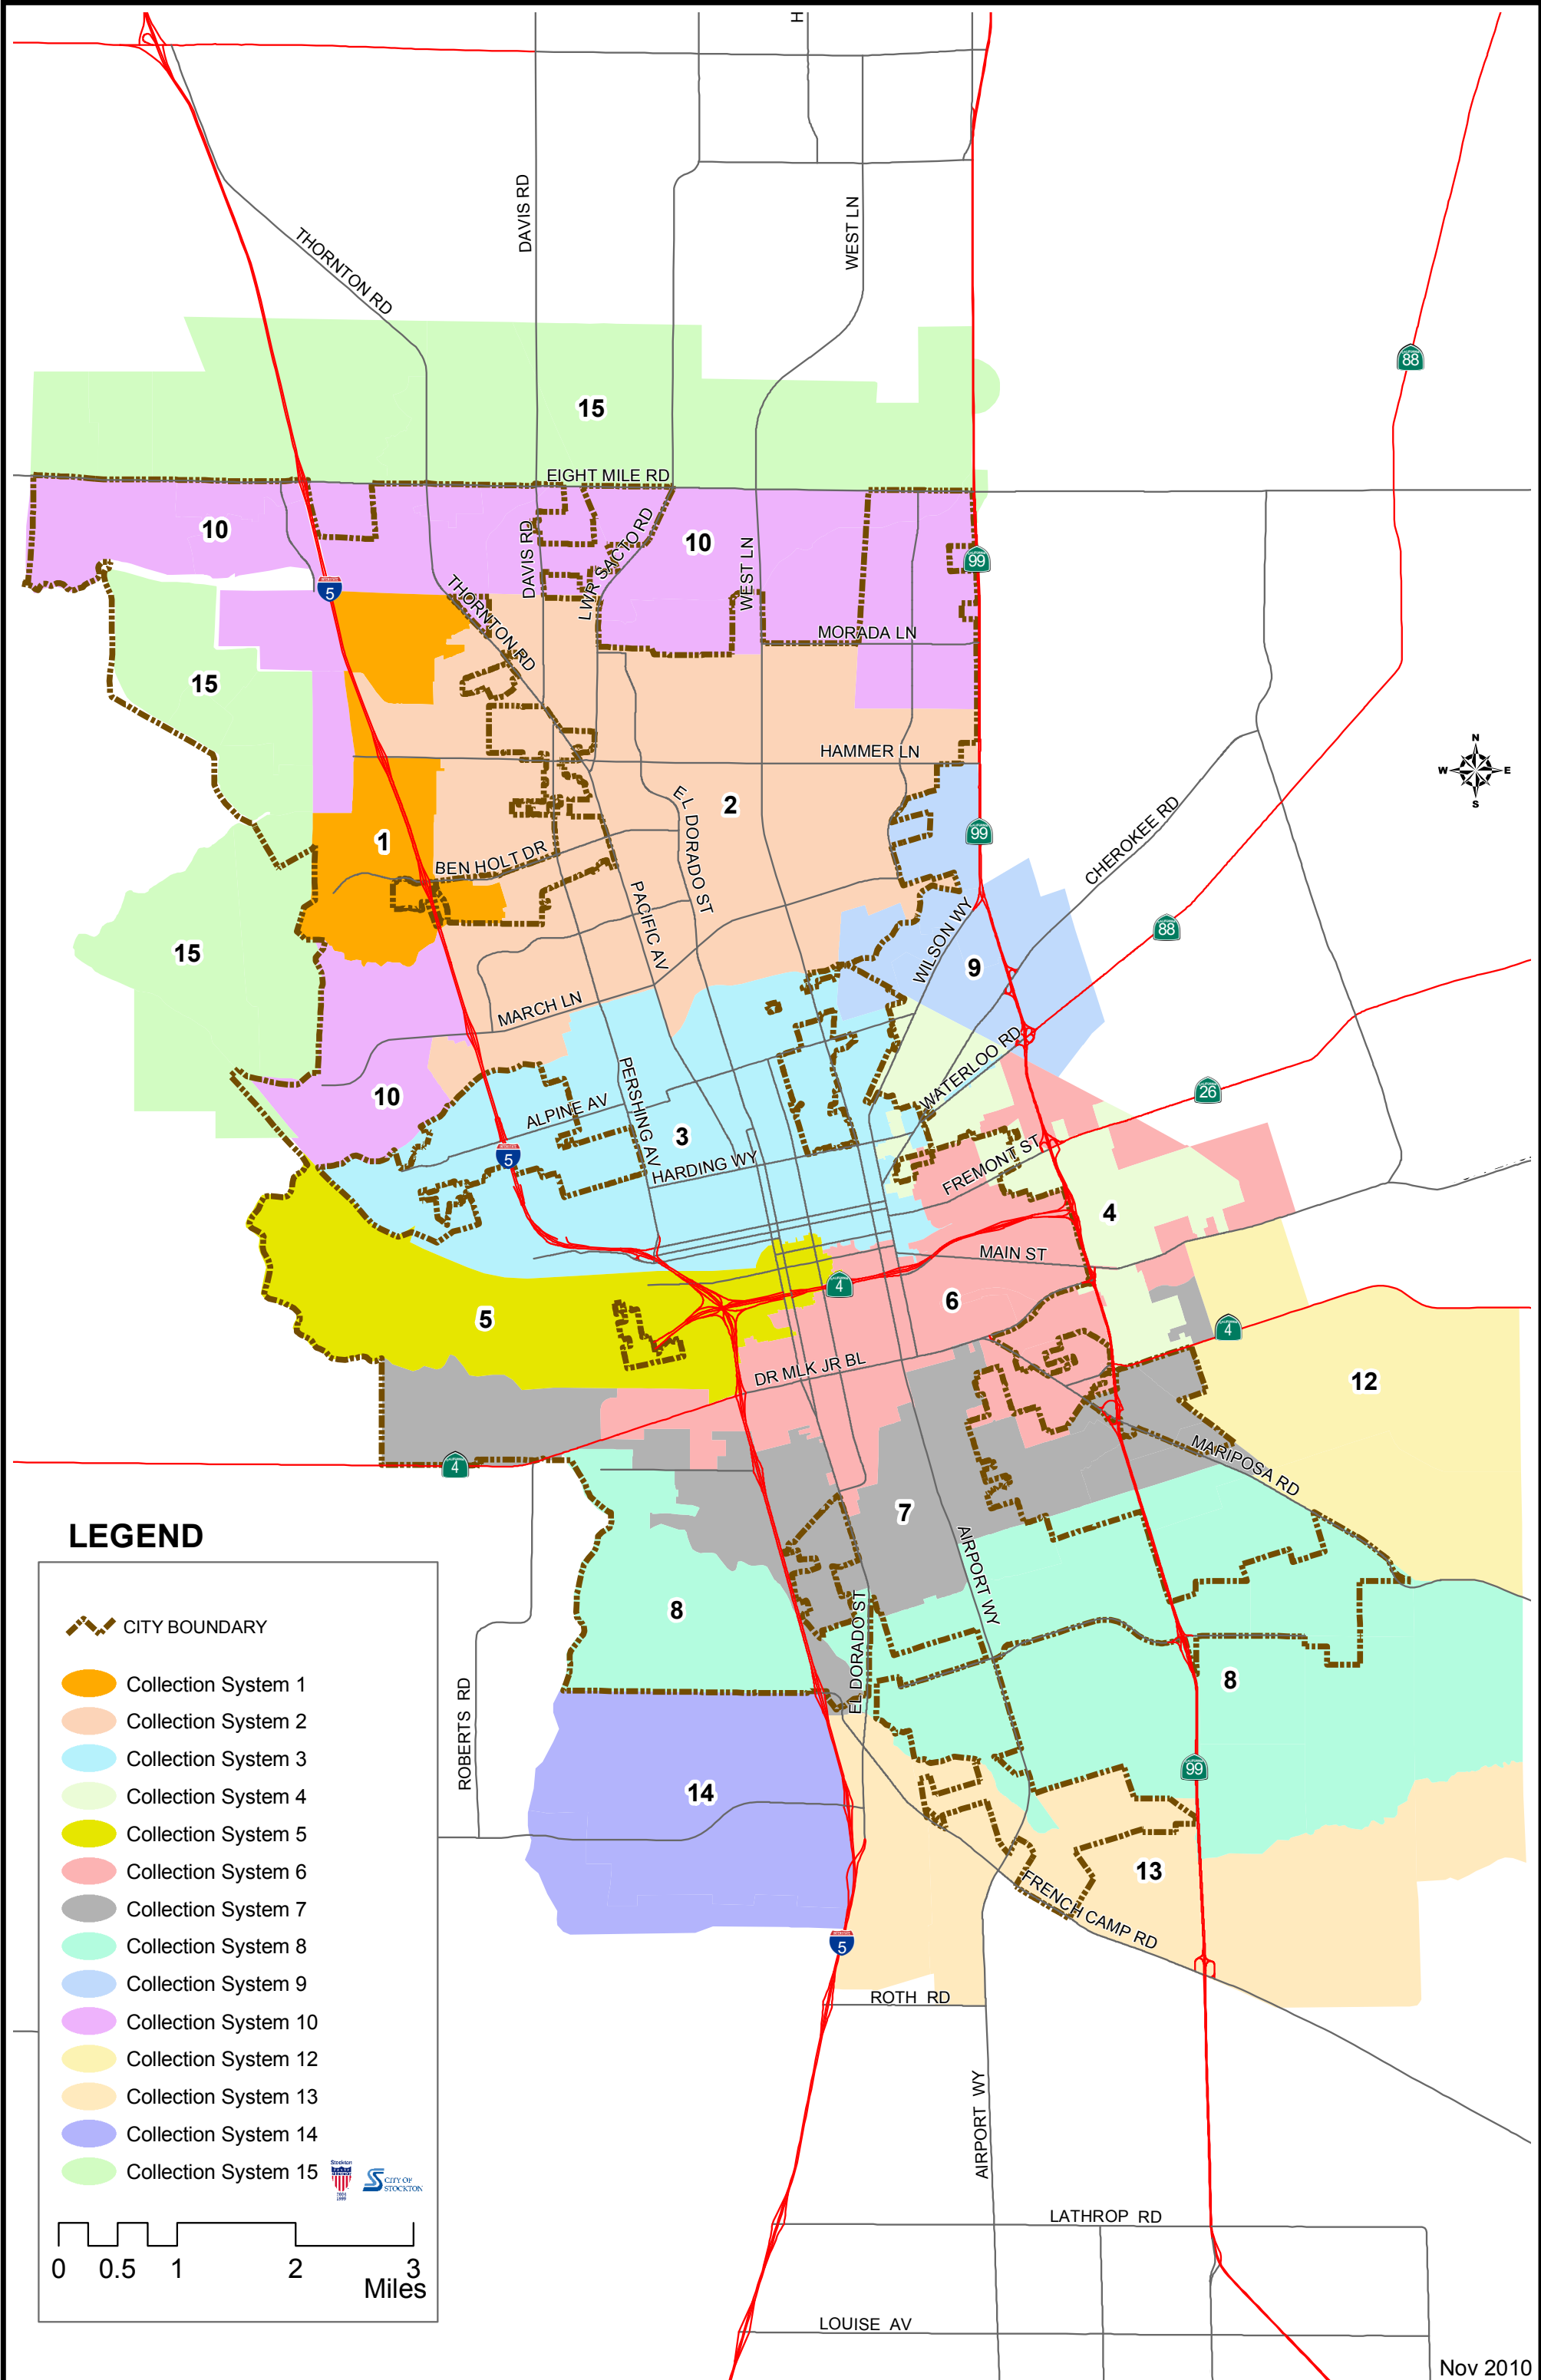 H
DAVIS RD
WEST LN
THORNTON RD
88
15
EIGHT MILE RD
10
10
DAVIS RD
LWR SACTO RD
WEST LN
99
5
THORNTON RD
MORADA LN
15
N
W E
S
HAMMER LN
2
EL DORADO ST
99
CHEROKEE RD
1
BEN HOLT DR
PACIFIC AV
88
15
WILSON WY
9
MARCH LN
WATERLOO RD
26
10
PERSHING AV
ALPINE AV
3
5
HARDING WY
FREMONT ST
4
MAIN ST
4
6
5
4
DR MLK JR BL
12
4
MARIPOSA RD
7
AIRPORT WY
8
EL DORADO ST
8
ROBERTS RD
14
99
13
FRENCH CAMP RD
5
ROTH RD
AIRPORT WY
LATHROP RD
LOUISE AV
LEGEND
CITY BOUNDARY
Collection System 1
Collection System 2
Collection System 3
Collection System 4
Collection System 5
Collection System 6
Collection System 7
Collection System 8
Collection System 9
Collection System 10
Collection System 12
Collection System 13
Collection System 14
Collection System 15
Stockton
CITY OF
STOCKTON
0 0.5 1 2 3
Miles
Nov 2010